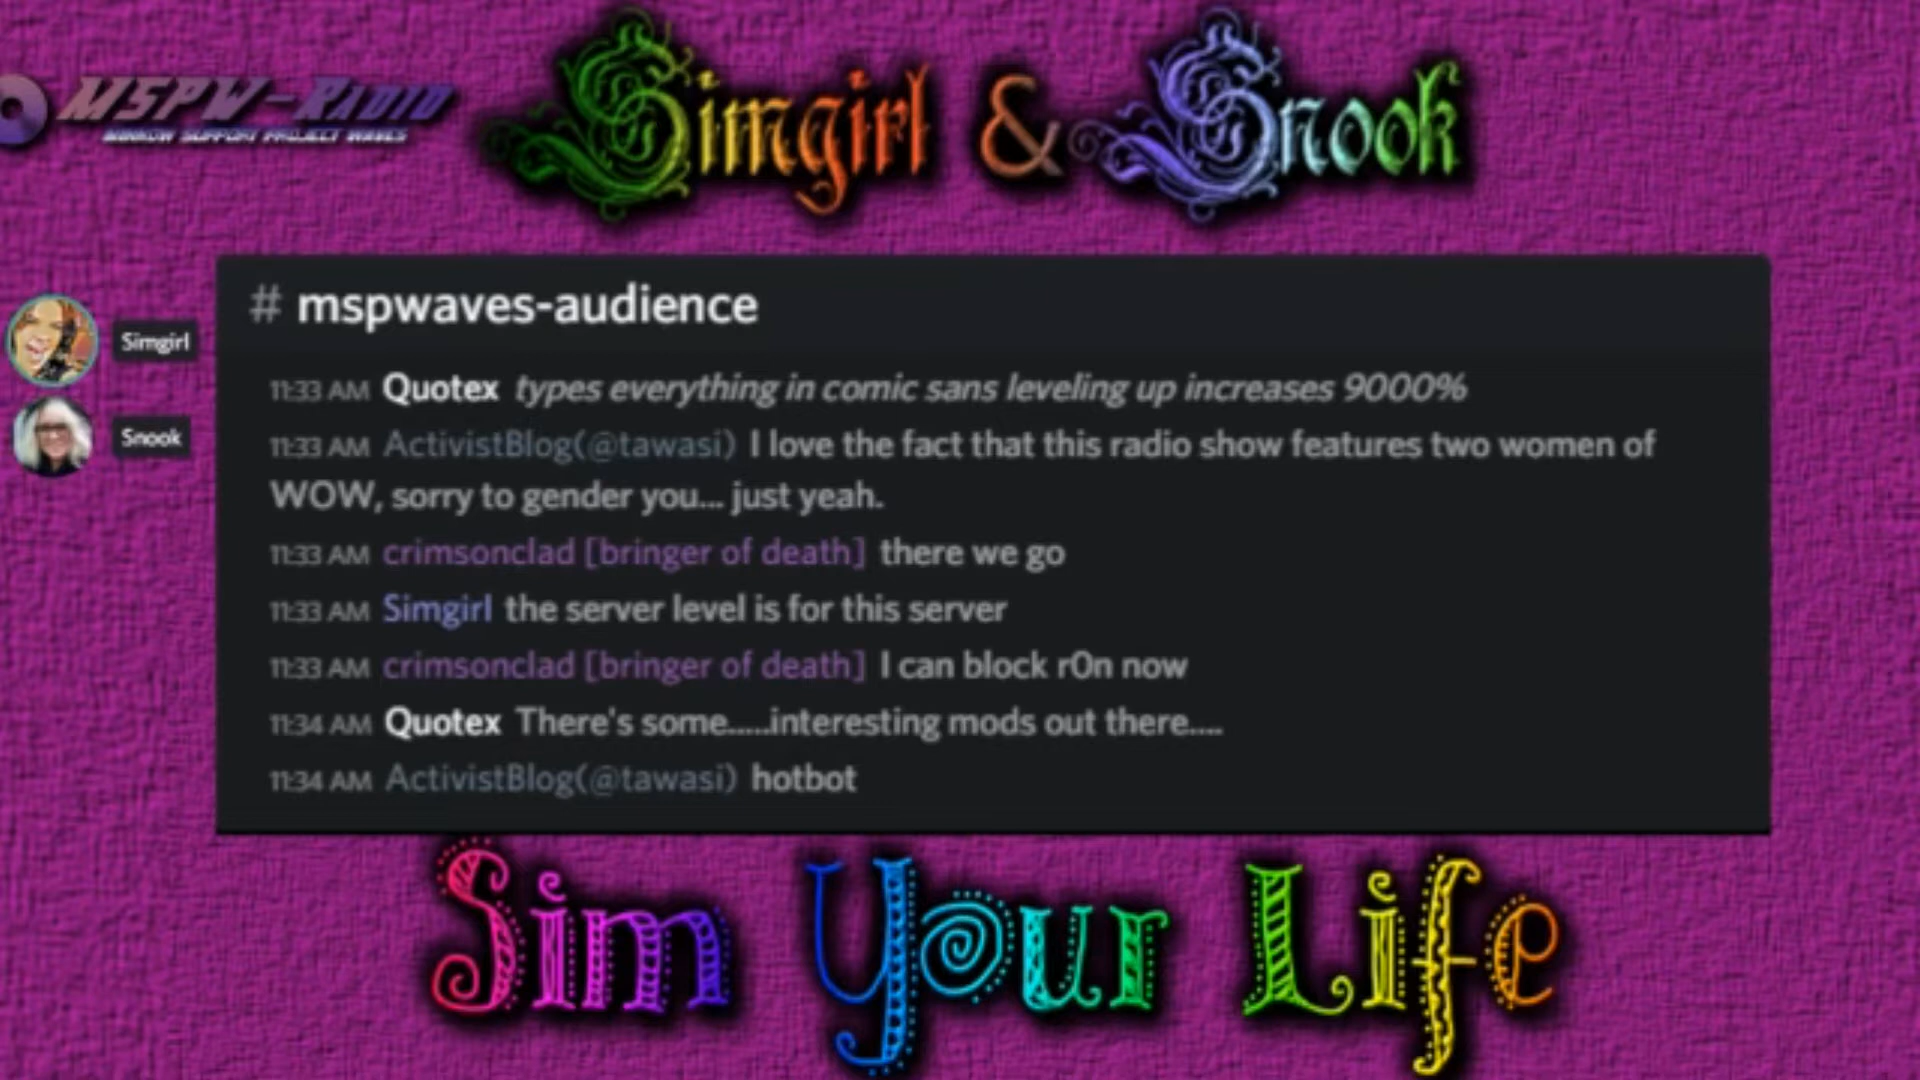 Simgirl & Snook
MSPW-Radio
MINNOW SUPPORT PROJECT WAVES
# mspwaves-audience
Simgirl
Snook
11:33 AM Quotex types everything in comic sans leveling up increases 9000%
11:33 AM ActivistBlog(@tawasi) I love the fact that this radio show features two women of
WOW, sorry to gender you... just yeah.
11:33 AM crimsonclad [bringer of death] there we go
11:33 AM Simgirl the server level is for this server
11:33 AM crimsonclad [bringer of death] I can block r0n now
11:34 AM Quotex There's some.....interesting mods out there....
11:34 AM ActivistBlog(@tawasi) hotbot
Sim Your Life